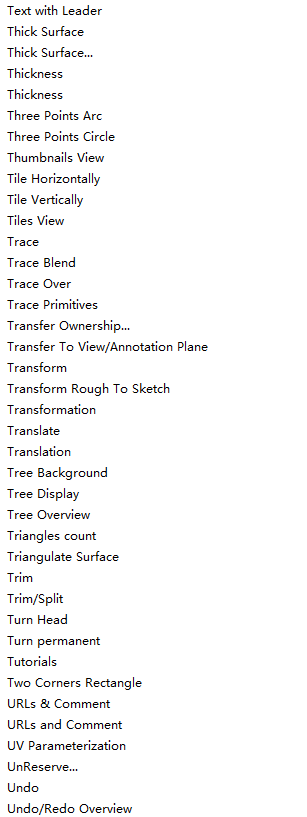 Text with Leader
Thick Surface
Thick Surface...
Thickness
Thickness
Three Points Arc
Three Points Circle
Thumbnails View
Tile Horizontally
Tile Vertically
Tiles View
Trace
Trace Blend
Trace Over
Trace Primitives
Transfer Ownership...
Transfer To View/Annotation Plane
Transform
Transform Rough To Sketch
Transformation
Translate
Translation
Tree Background
Tree Display
Tree Overview
Triangles count
Triangulate Surface
Trim
Trim/Split
Turn Head
Turn permanent
Tutorials
Two Corners Rectangle
URLs & Comment
URLs and Comment
UV Parameterization
UnReserve...
Undo
Undo/Redo Overview